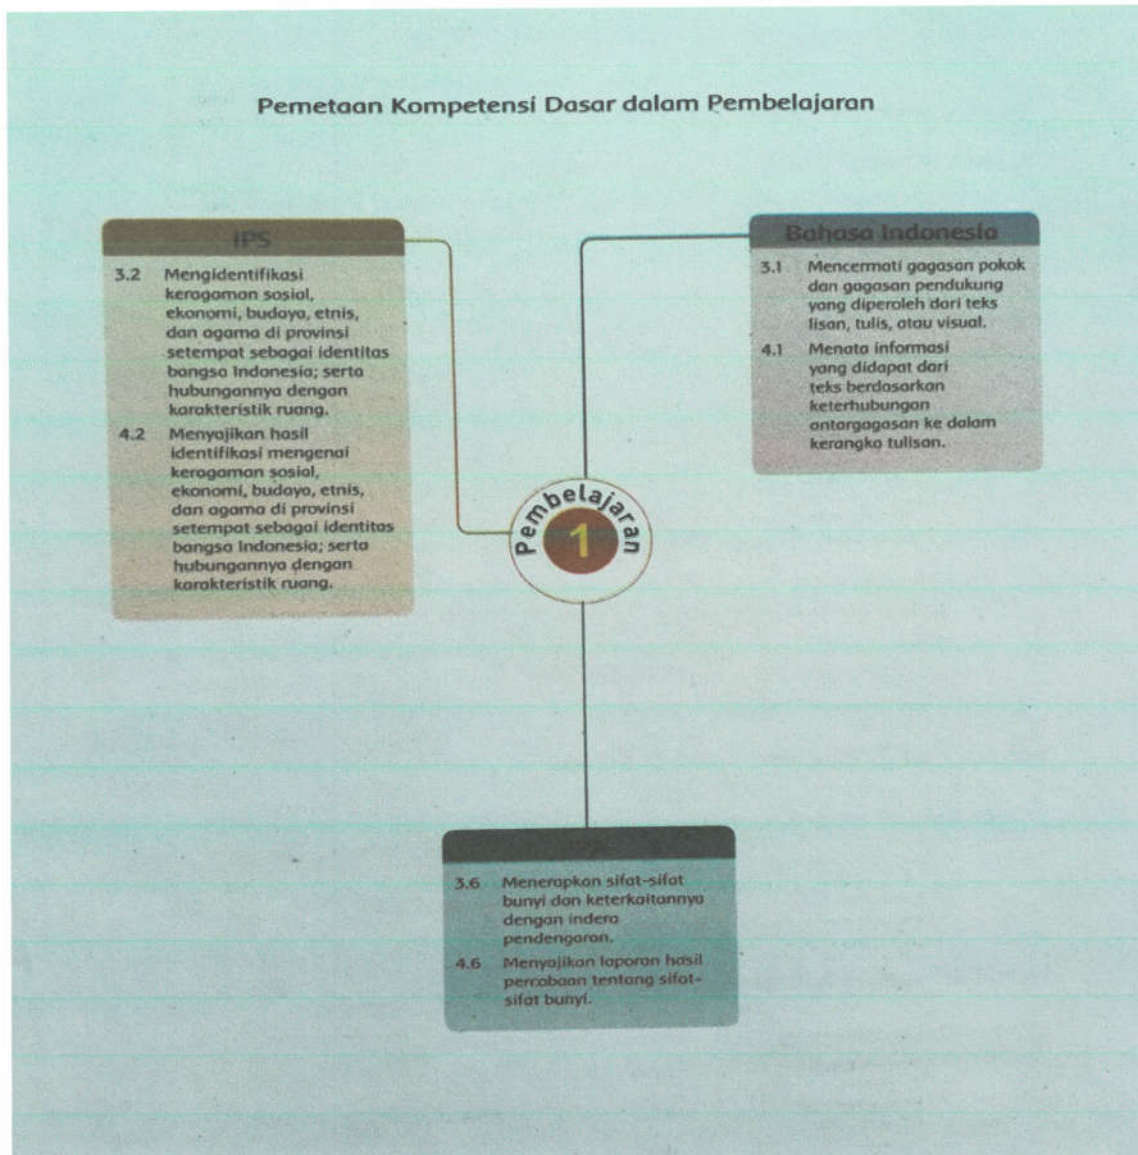 Pemetaan Kompetensi Dasar dalam Pembelajaran
IPS
3.2 Mengidentifikasi
keragaman sosial,
ekonomi, budaya, etnis,
dan agama di provinsi
setempat sebagai identitas
bangsa Indonesia; serta
hubungannya dengan
karakteristik ruang.
4.2 Menyajikan hasil
identifikasi mengenai
keragaman sosial,
ekonomi, budaya, etnis,
dan agama di provinsi
setempat sebagai identitas
bangsa Indonesia; serta
hubungannya dengan
karakteristik ruang.
Bahasa Indonesia
3.1 Mencermati gagasan pokok
dan gagasan pendukung
yang diperoleh dari teks
lisan, tulis, atau visual.
4.1 Menata informasi
yang didapat dari
teks berdasarkan
keterhubungan
antargagasan ke dalam
kerangka tulisan.
Pembelajaran
1
3.6 Menerapkan sifat-sifat
bunyi dan keterkaitannya
dengan indera
pendengaran.
4.6 Menyajikan laporan hasil
percobaan tentang sifat-
sifat bunyi.